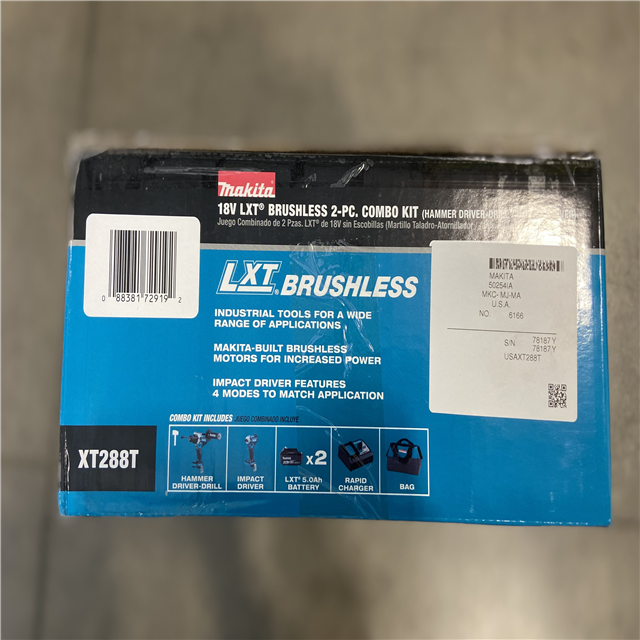 Makita
18V LXT® BRUSHLESS 2-PC. COMBO KIT (HAMMER DRIVER-DRILL
Juego Combinado de 2 Pzas. LXT® de 18V sin Escobillas (Martillo Taladro-Atornillador
0 88381 72919 2
LXT® BRUSHLESS
INDUSTRIAL TOOLS FOR A WIDE
RANGE OF APPLICATIONS
MAKITA-BUILT BRUSHLESS
MOTORS FOR INCREASED POWER
IMPACT DRIVER FEATURES
4 MODES TO MATCH APPLICATION
MAKITA
50254IA
MKC- MJ-MA
U.S.A.
NO. 6166
S/N 78187 Y
78187 Y
USAXT288T
XT288T
COMBO KIT INCLUDES / JUEGO COMBINADO INCLUYE
x2
HAMMER
DRIVER-DRILL
IMPACT
DRIVER
LXT® 5.0Ah
BATTERY
RAPID
CHARGER
BAG